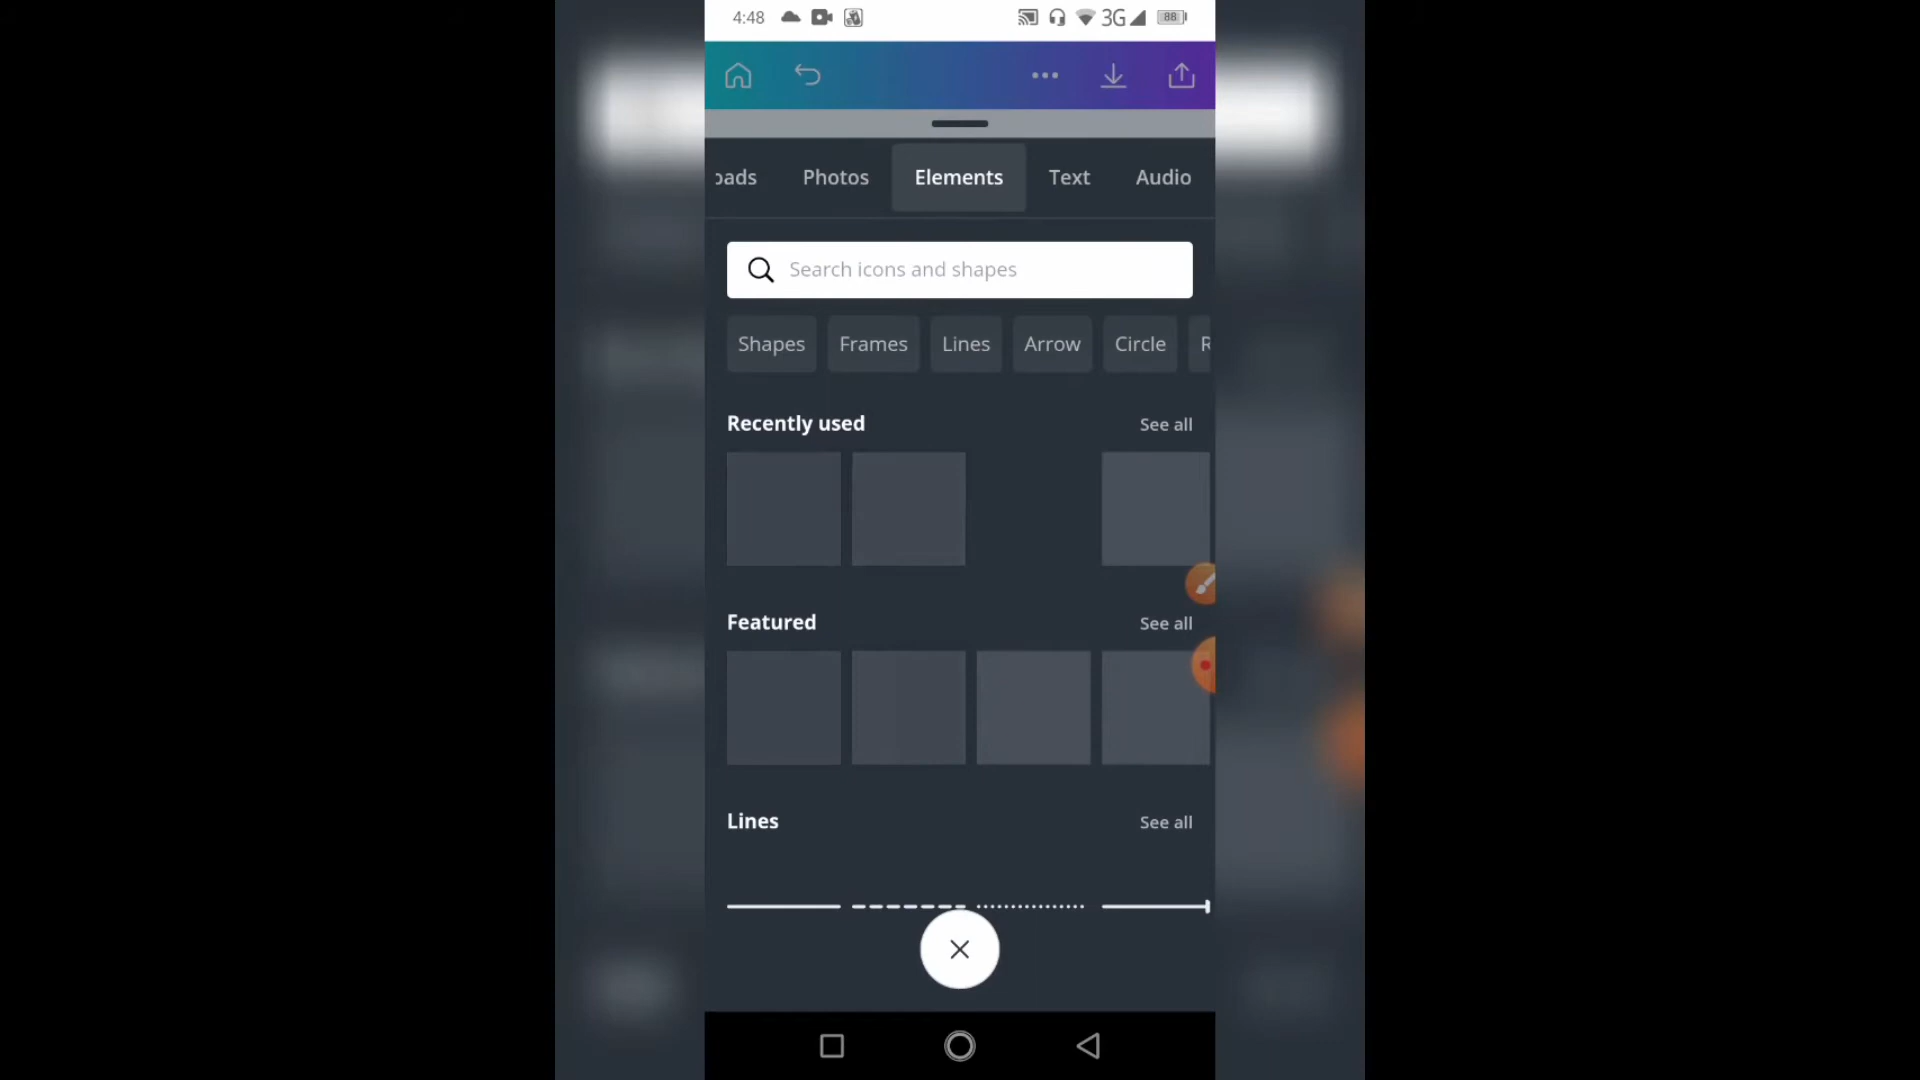 4:48
3G
88
oads
Photos
Elements
Text
Audio
Search icons and shapes
Shapes
Frames
Lines
Arrow
Circle
R
Recently used
See all
Featured
See all
Lines
See all